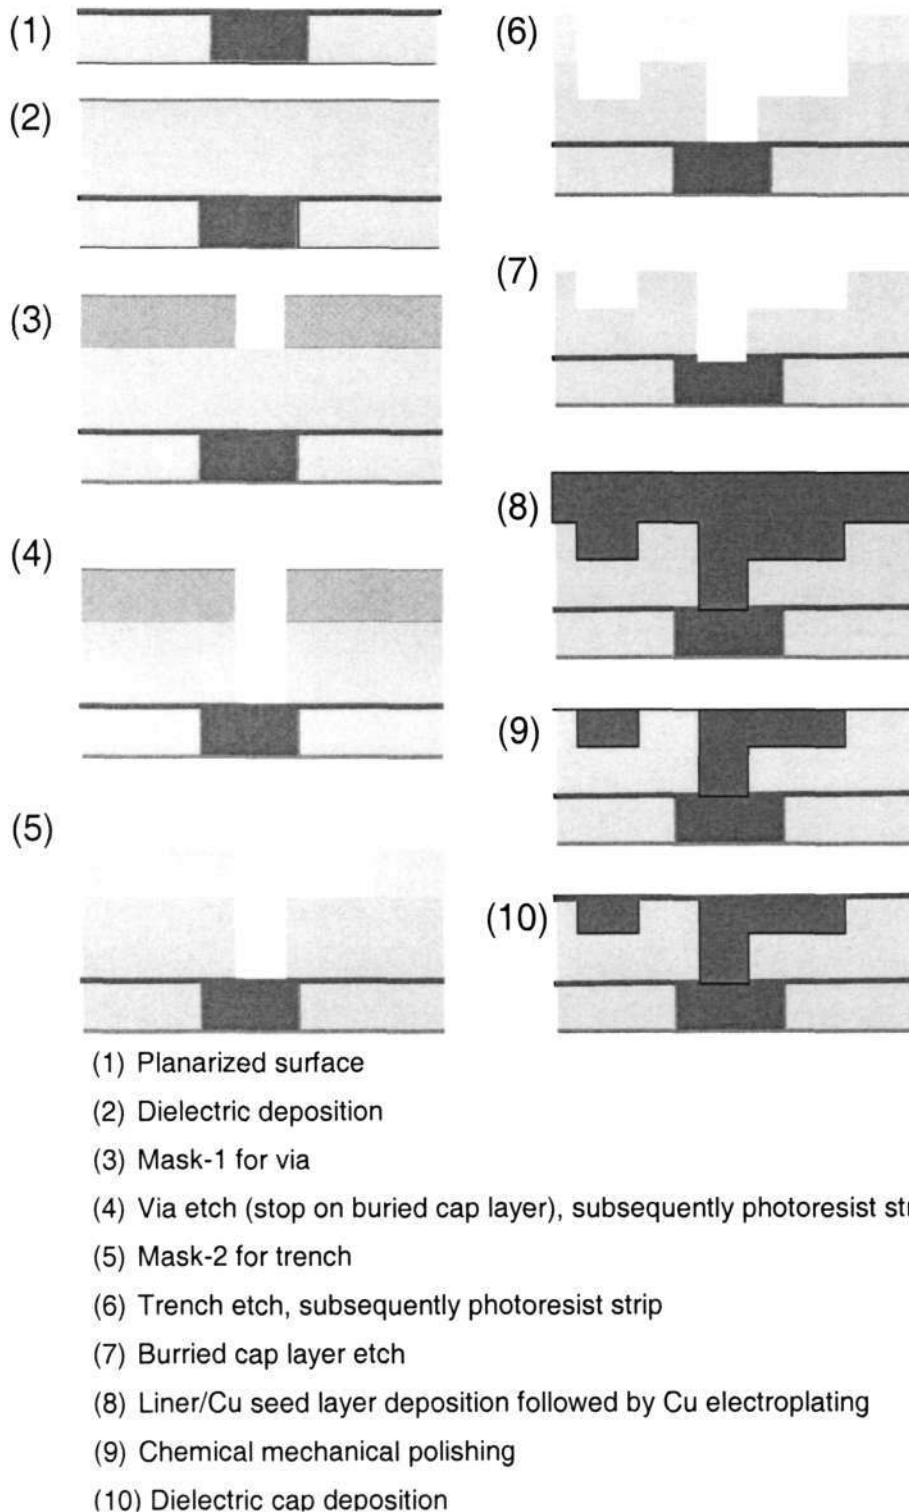 (1)
(2)
(3)
(4)
(5)
(6)
(7)
(8)
(9)
(10)
(1) Planarized surface
(2) Dielectric deposition
(3) Mask-1 for via
(4) Via etch (stop on buried cap layer), subsequently photoresist
(5) Mask-2 for trench
(6) Trench etch, subsequently photoresist strip
(7) Burried cap layer etch
(8) Liner/Cu seed layer deposition followed by Cu electroplating
(9) Chemical mechanical polishing
(10) Dielectric cap deposition